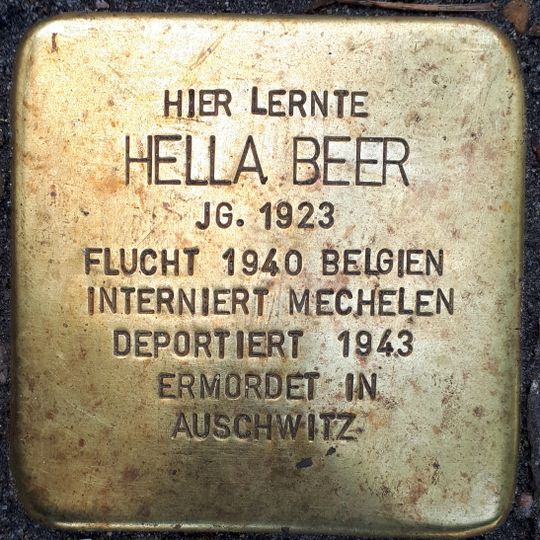 HIER LERNTE
HELLA BEER
JG. 1923
FLUCHT 1940 BELGIEN
INTERNIERT MECHELEN
DEPORTIERT 1943
ERMORDET IN
AUSCHWITZ